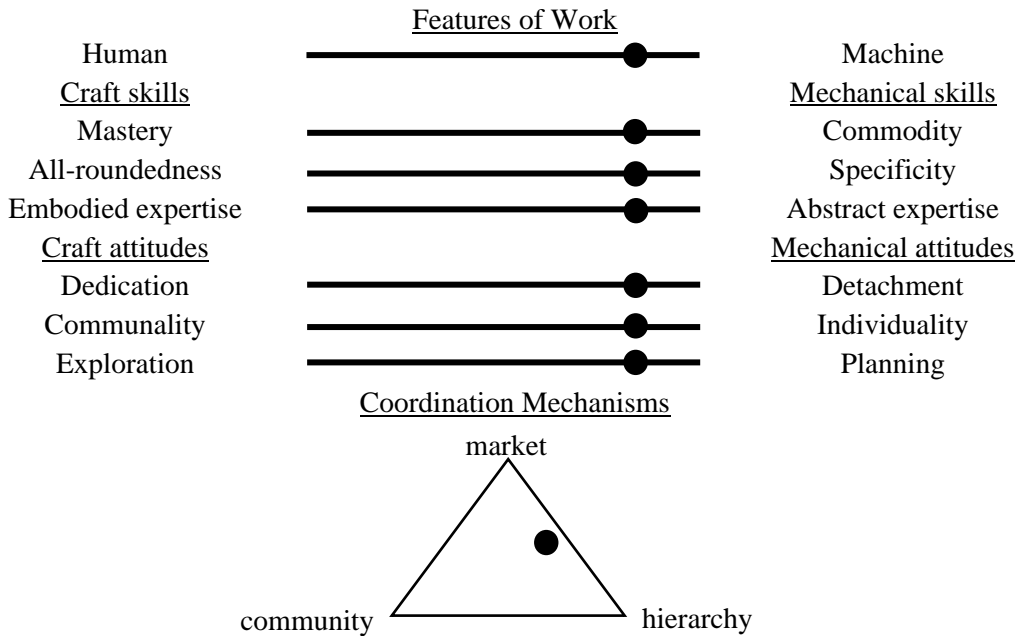 Features of Work
Human Machine
Craft skills Mechanical skills
Mastery Commodity
All-roundedness Specificity
Embodied expertise Abstract expertise
Craft attitudes Mechanical attitudes
Dedication Detachment
Communality Individuality
Exploration Planning
Coordination Mechanisms
market
community hierarchy